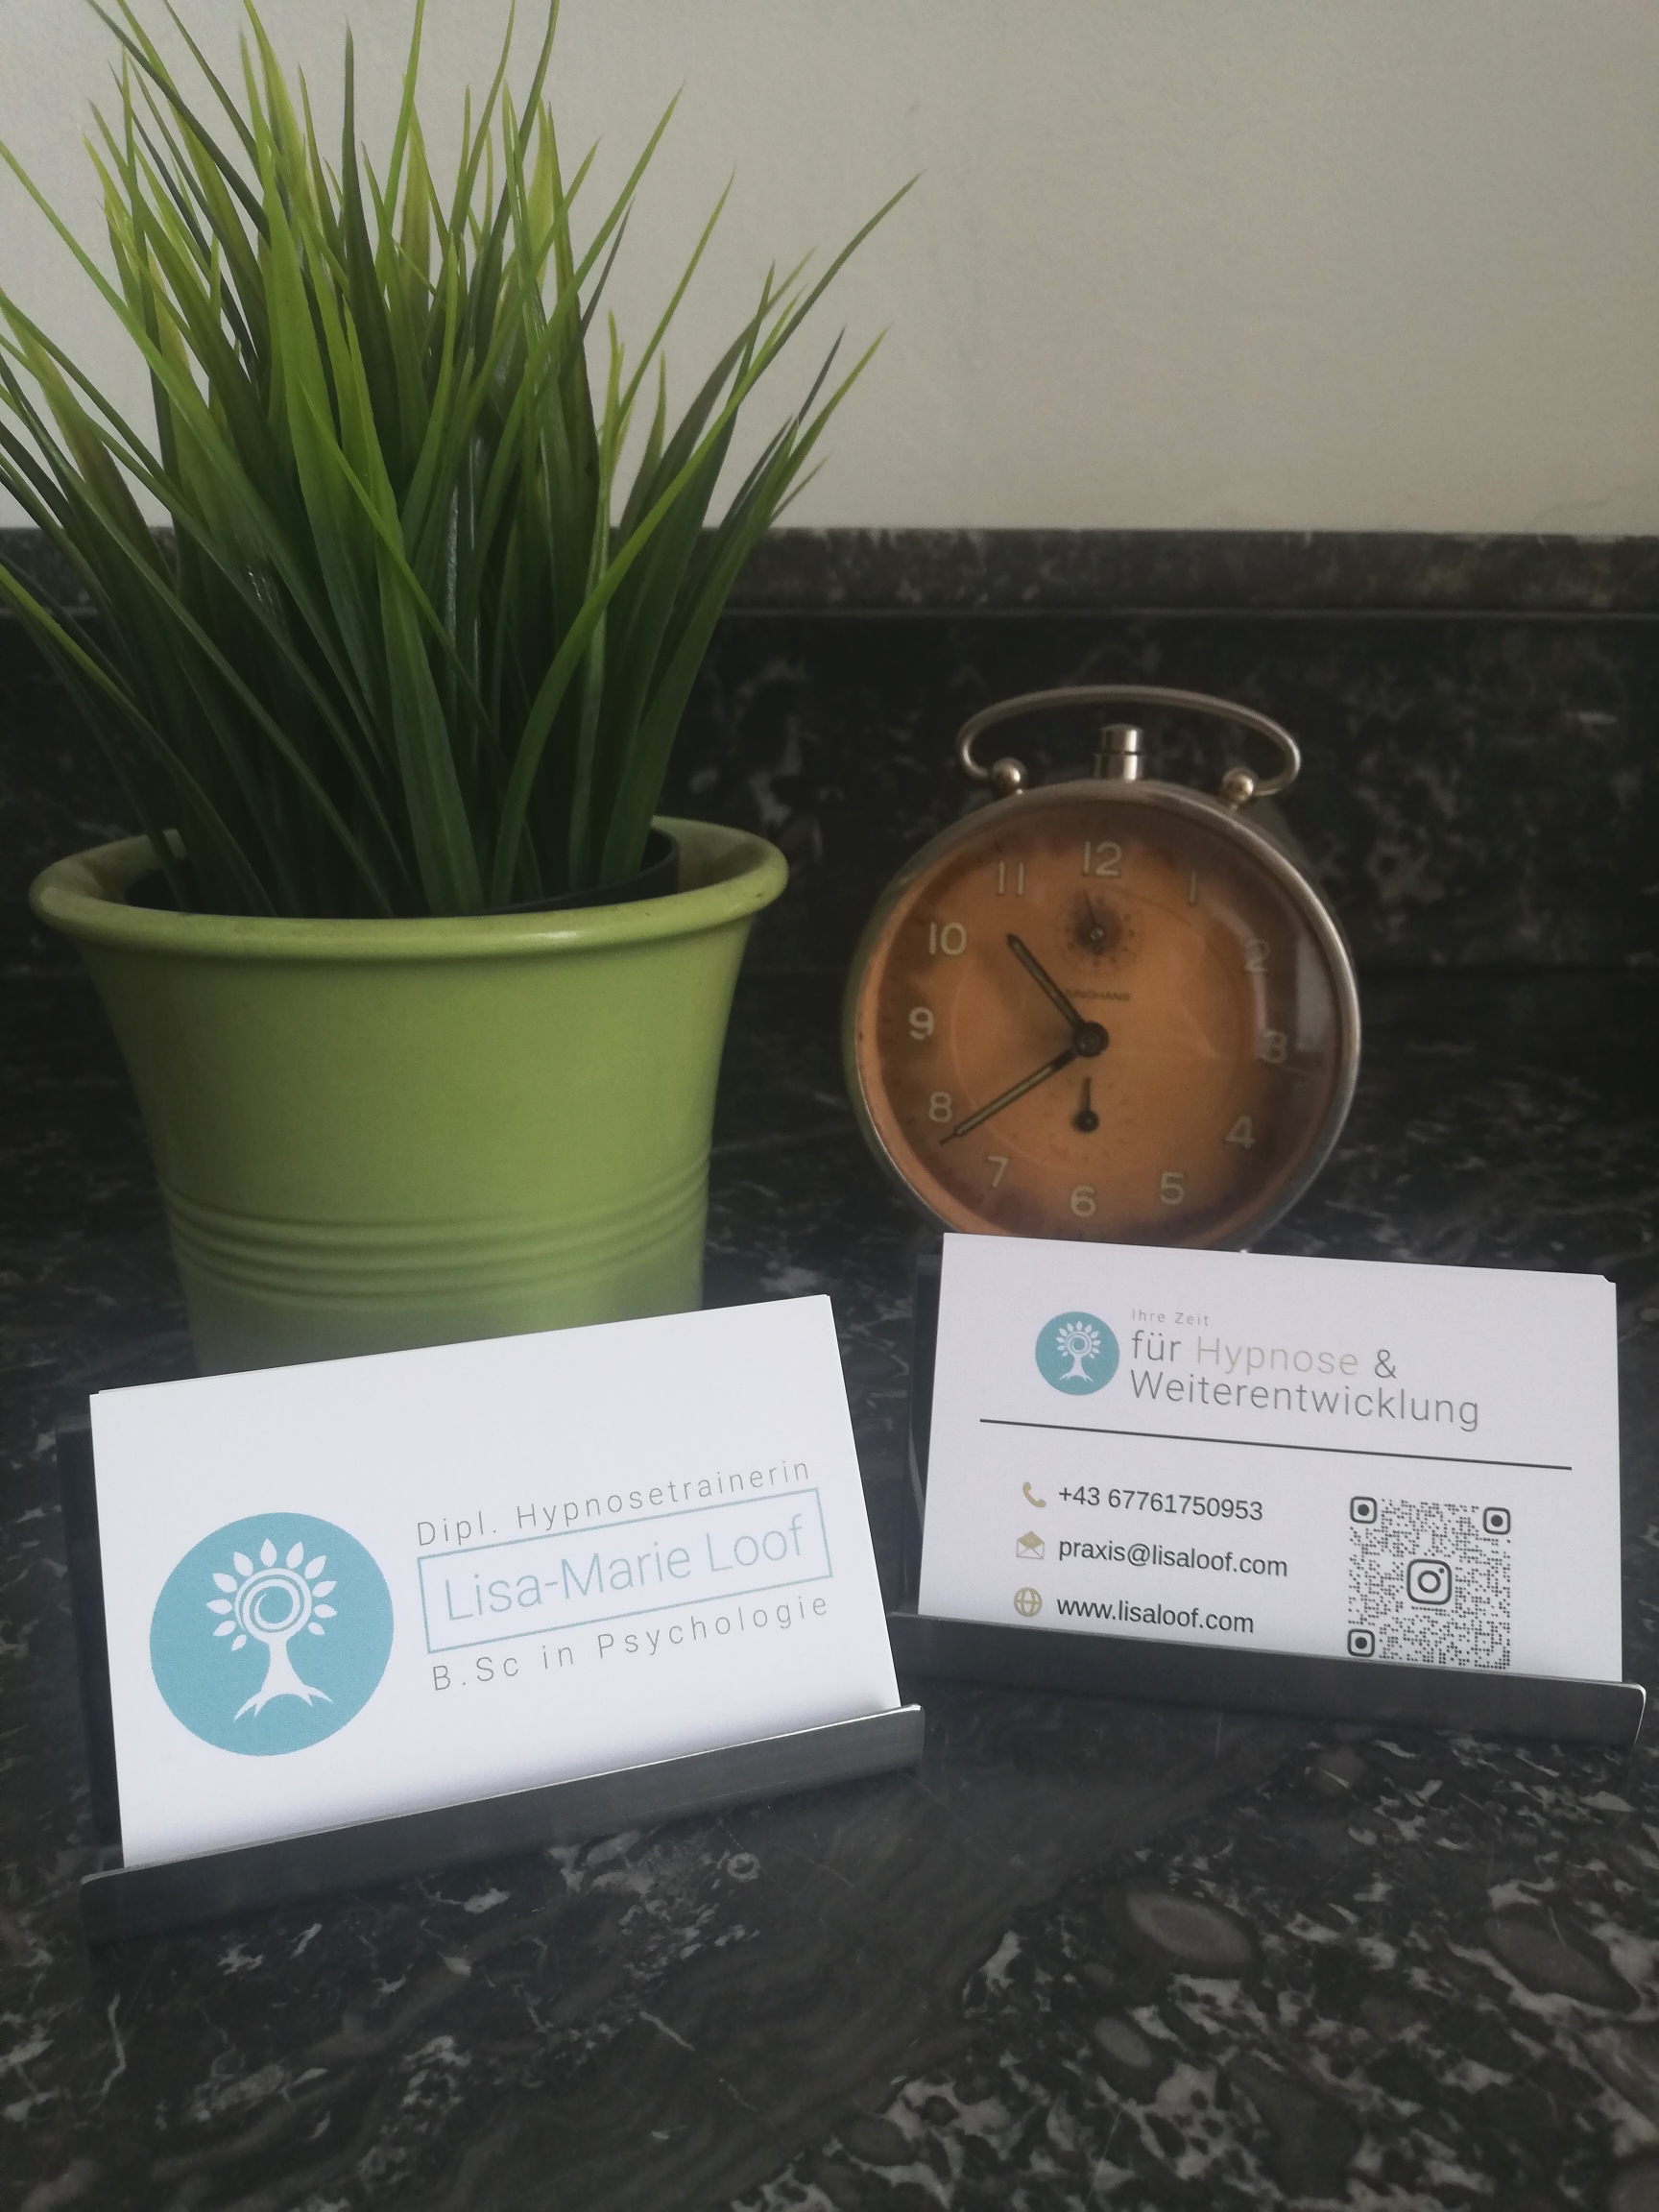 12
1
2
3
4
5
6
7
8
9
10
11
JUNGHANS
Dipl. Hypnosetrainerin
Lisa-Marie Loof
B.Sc in Psychologie
Ihre Zeit
für Hypnose &
Weiterentwicklung
+43 67761750953
praxis@lisaloof.com
www.lisaloof.com